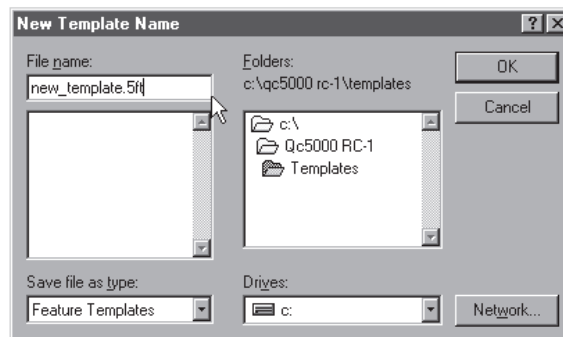 New Template Name
File name:
new_template.5ft
Folders:
c:\qc5000 rc-1\templates
c:\
Qc5000 RC-1
Templates
OK
Cancel
Save file as type:
Feature Templates
Drives:
c:
Network...